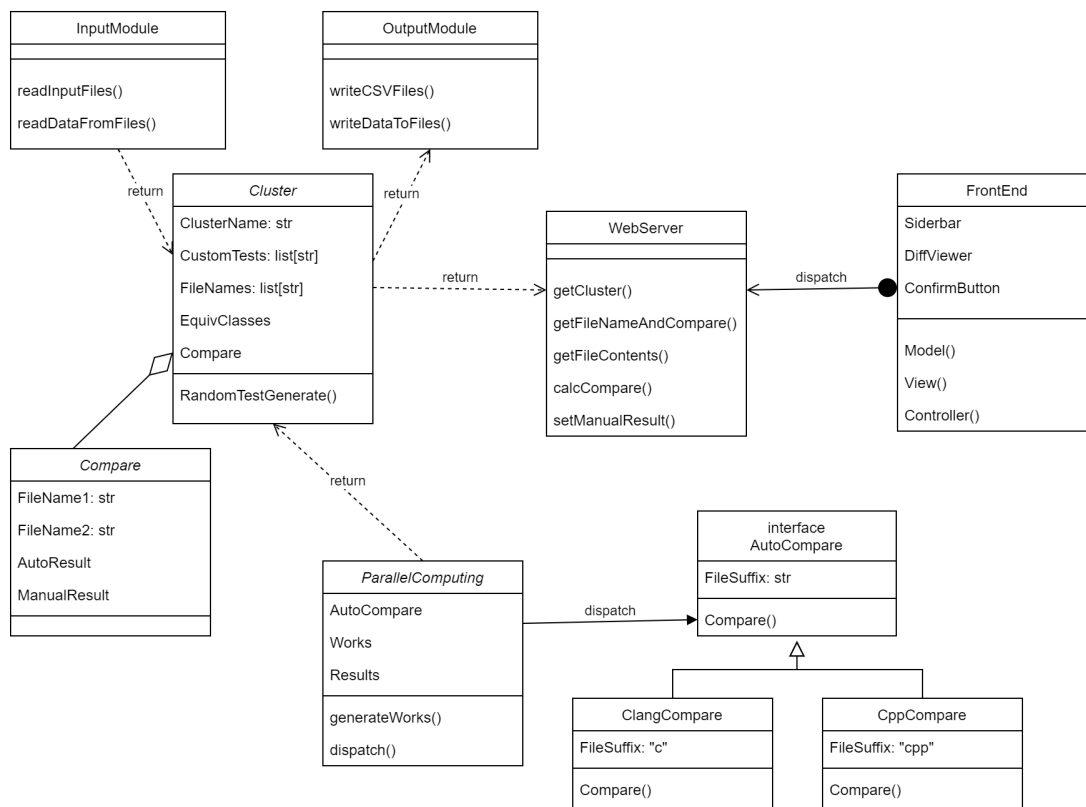 InputModule
readInputFiles()
readDataFromFiles()
OutputModule
writeCSVFiles()
writeDataToFiles()
return
return
Cluster
ClusterName: str
CustomTests: list[str]
FileNames: list[str]
EquivClasses
Compare
RandomTestGenerate()
return
WebServer
getCluster()
getFileNameAndCompare()
getFileContents()
calcCompare()
setManualResult()
dispatch
FrontEnd
Siderbar
DiffViewer
ConfirmButton
Model()
View()
Controller()
Compare
FileName1: str
FileName2: str
AutoResult
ManualResult
return
ParallelComputing
AutoCompare
Works
Results
generateWorks()
dispatch()
dispatch
interface
AutoCompare
FileSuffix: str
Compare()
ClangCompare
FileSuffix: "c"
Compare()
CppCompare
FileSuffix: "cpp"
Compare()